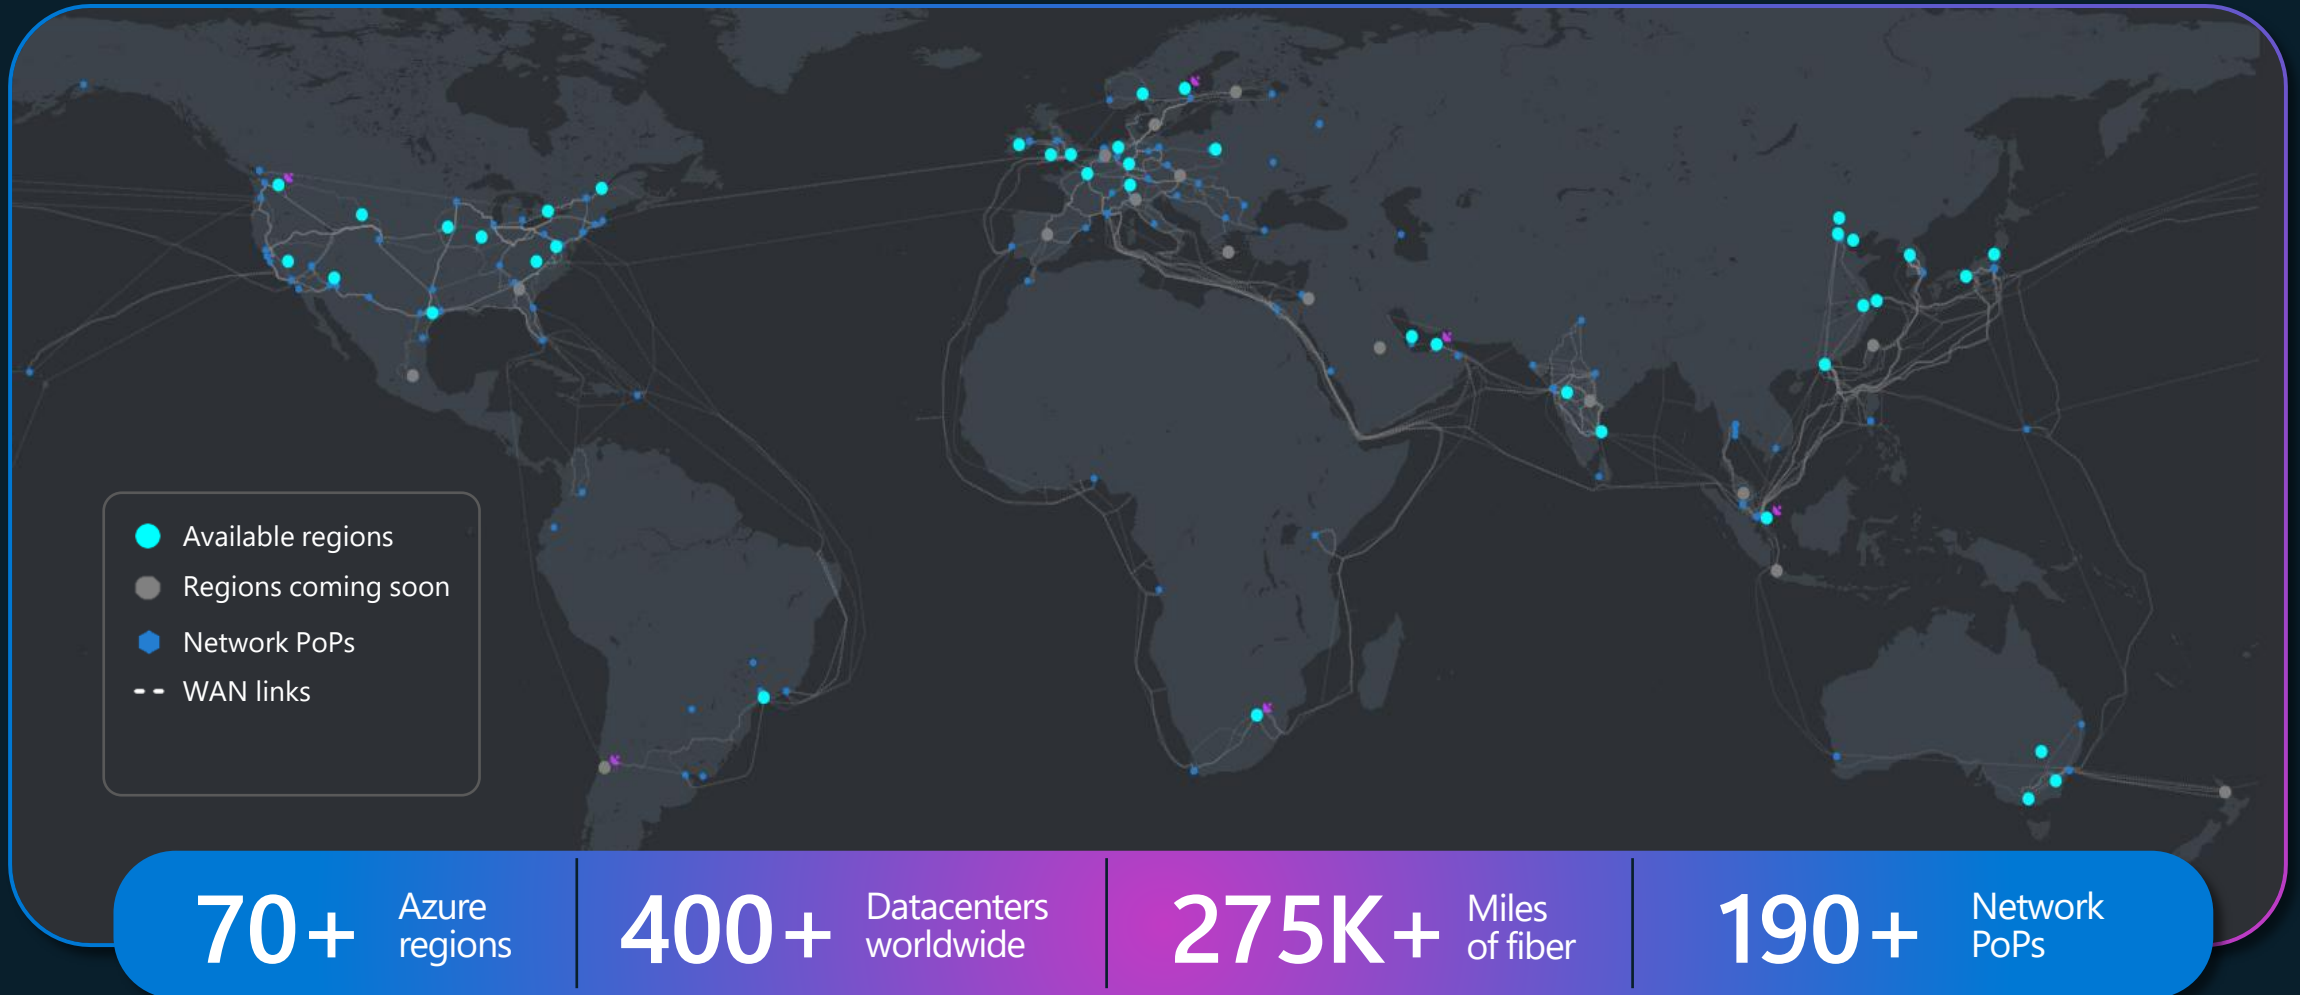 Available regions
Regions coming soon
Network PoPs
WAN links
70+
Azure
regions
400+
Datacenters
worldwide
275K+
Miles
of fiber
190+
Network
PoPs